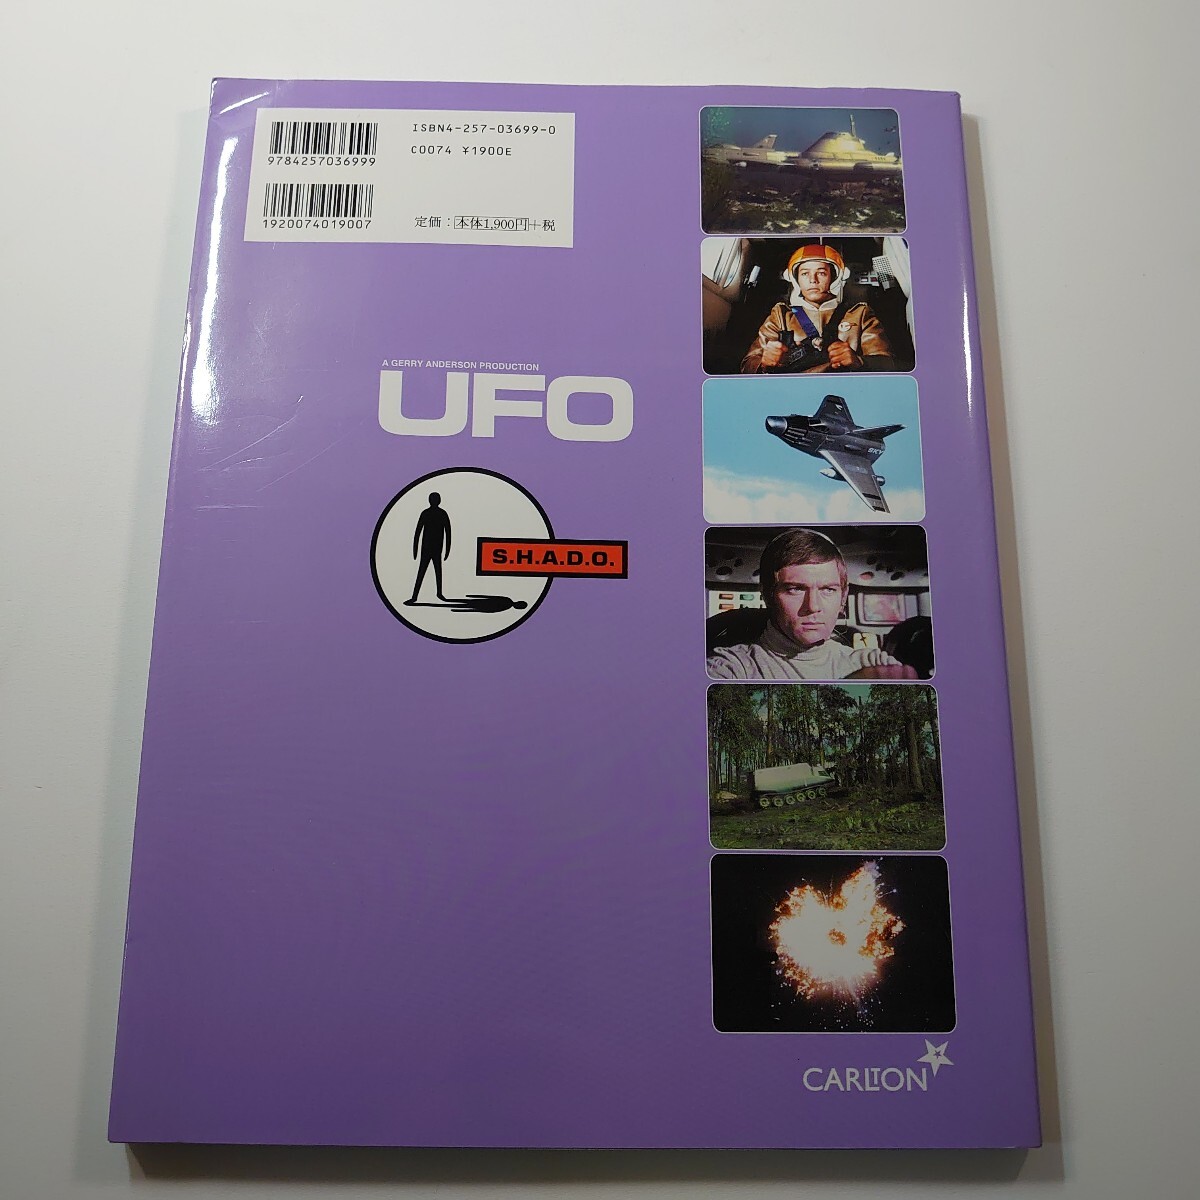 ISBN4-257-03699-0
C0074 ¥1900E
9784257036999
1920074019007
定価：本体1,900円+税
A GERRY ANDERSON PRODUCTION
UFO
S.H.A.D.O.
SKY
CARLTON